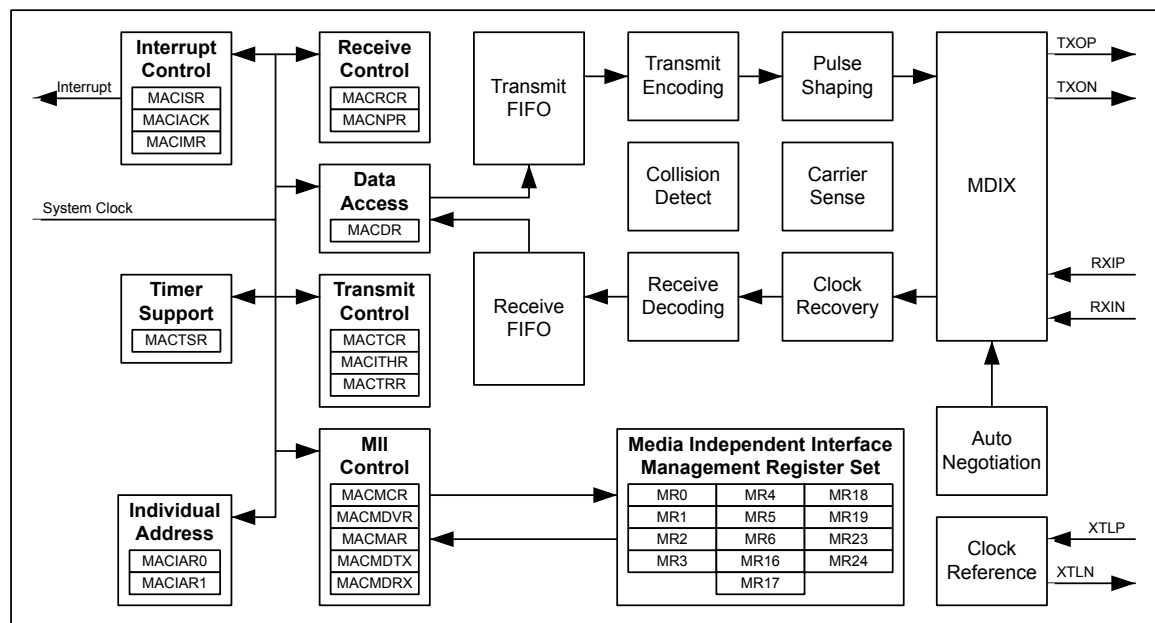 Interrupt
Control
MACISR
MACIACK
MACIMR
Interrupt
System Clock
Timer
Support
MACTSR
Individual
Address
MACIAR0
MACIAR1
Receive
Control
MACRCR
MACNPR
Data
Access
MACDR
Transmit
Control
MACTCR
MACITHR
MACTRR
MII
Control
MACMCR
MACMDVR
MACMAR
MACMDTX
MACMDRX
Transmit
FIFO
Receive
FIFO
Transmit
Encoding
Pulse
Shaping
Collision
Detect
Carrier
Sense
Receive
Decoding
Clock
Recovery
MDIX
TXOP
TXON
RXIP
RXIN
Auto
Negotiation
Media Independent Interface
Management Register Set
MR0 MR4 MR18
MR1 MR5 MR19
MR2 MR6 MR23
MR3 MR16 MR24
MR17
Clock
Reference
XTLP
XTLN